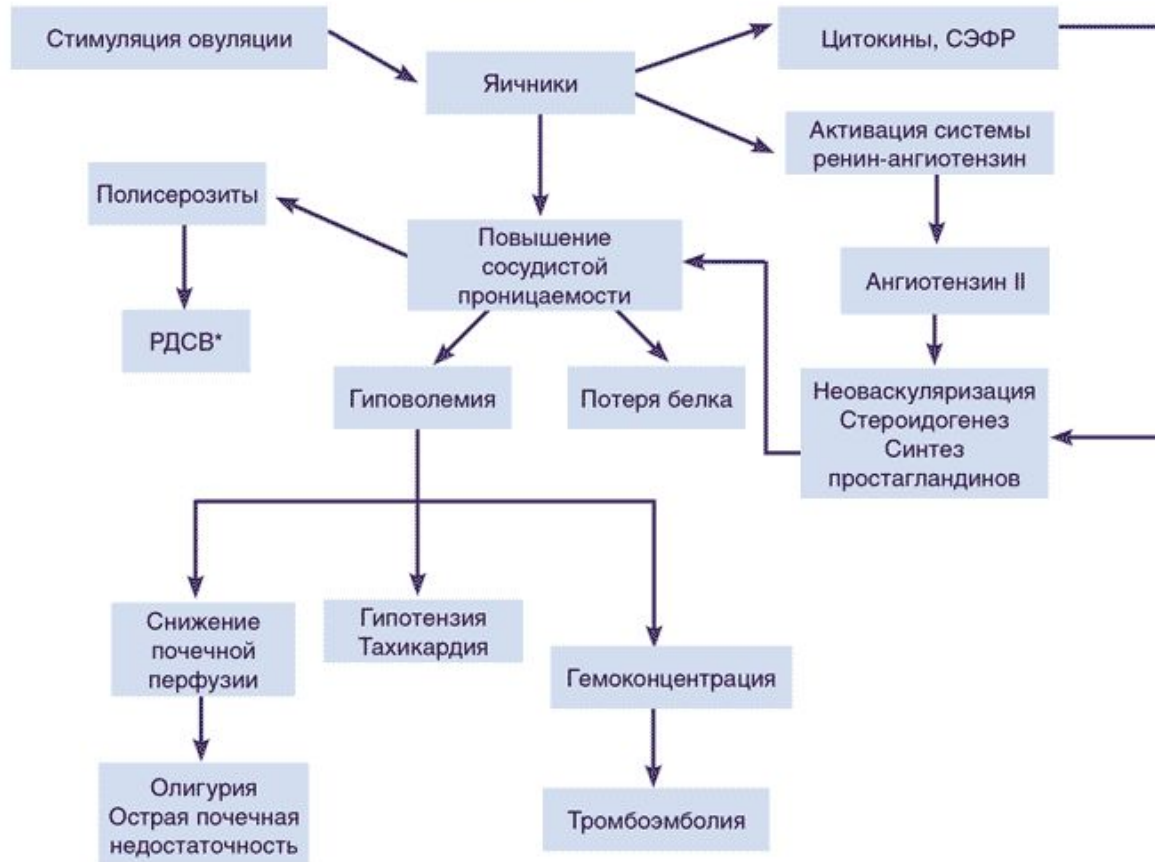 Стимуляция овуляции
Цитокины, СЭФР
Яичники
Активация системы
ренин-ангиотензин
Полисерозиты
Повышение
сосудистой
проницаемости
Ангиотензин II
РДСВ*
Гиповолемия
Потеря белка
Неоваскуляризация
Стероидогенез
Синтез
простагландинов
Снижение
почечной
перфузии
Гипотензия
Тахикардия
Гемоконцентрация
Олигурия
Острая почечная
недостаточность
Тромбоэмболия